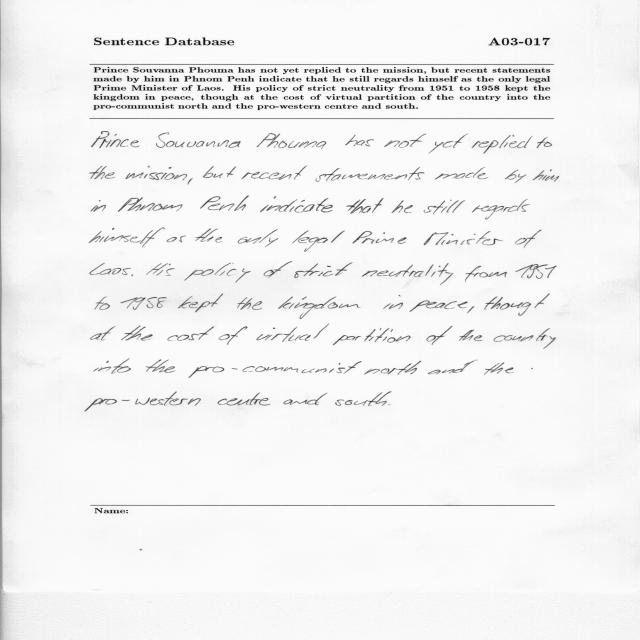 Sentence Database A03-017
Prince Souvanna Phouma has not yet replied to the mission, but recent statements
made by him in Phnom Penh indicate that he still regards himself as the only legal
Prime Minister of Laos. His policy of strict neutrality from 1951 to 1958 kept the
kingdom in peace, though at the cost of virtual partition of the country into the
pro-communist north and the pro-western centre and south.
Prince Souvanna Phouma has not yet replied to
the mission, but recent stawements made by him
in Phnom Penh indicate that he still regards
himself as the only legal Prime Minister of
Laos. His policy of strict neutrality from 1951
to 1958 kept the kingdom in peace, though
at the cost of virtual partition of the country
into the pro-communist north and the
pro-western centre and south.
Name: